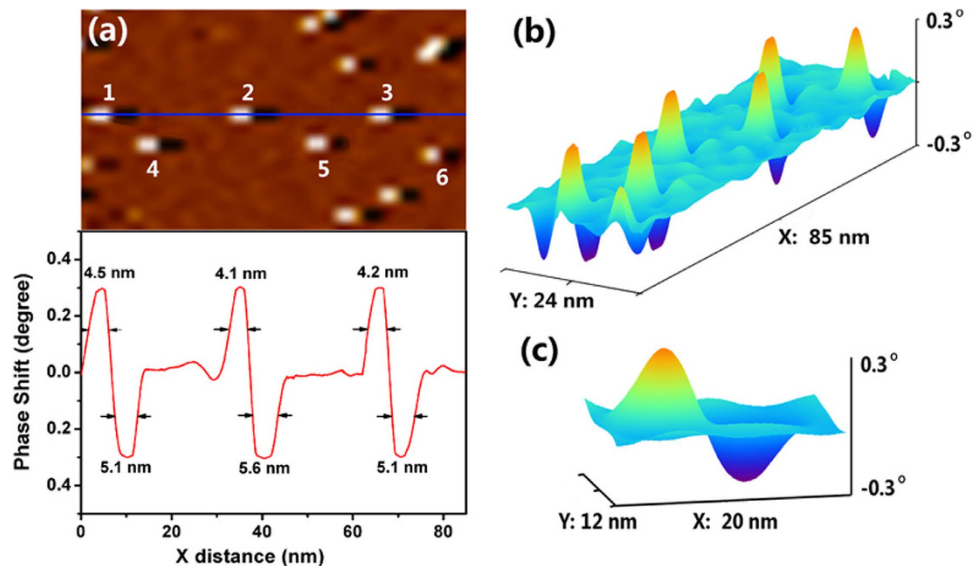 (a)
1 2 3
4 5 6
Phase Shift (degree)
0.4
0.2
0.0
0.2
0.4
4.5 nm 4.1 nm 4.2 nm
5.1 nm 5.6 nm 5.1 nm
0 20 40 60 80
X distance (nm)
(b)
0.3°
-0.3°
X: 85 nm
Y: 24 nm
(c)
0.3°
-0.3°
Y: 12 nm X: 20 nm